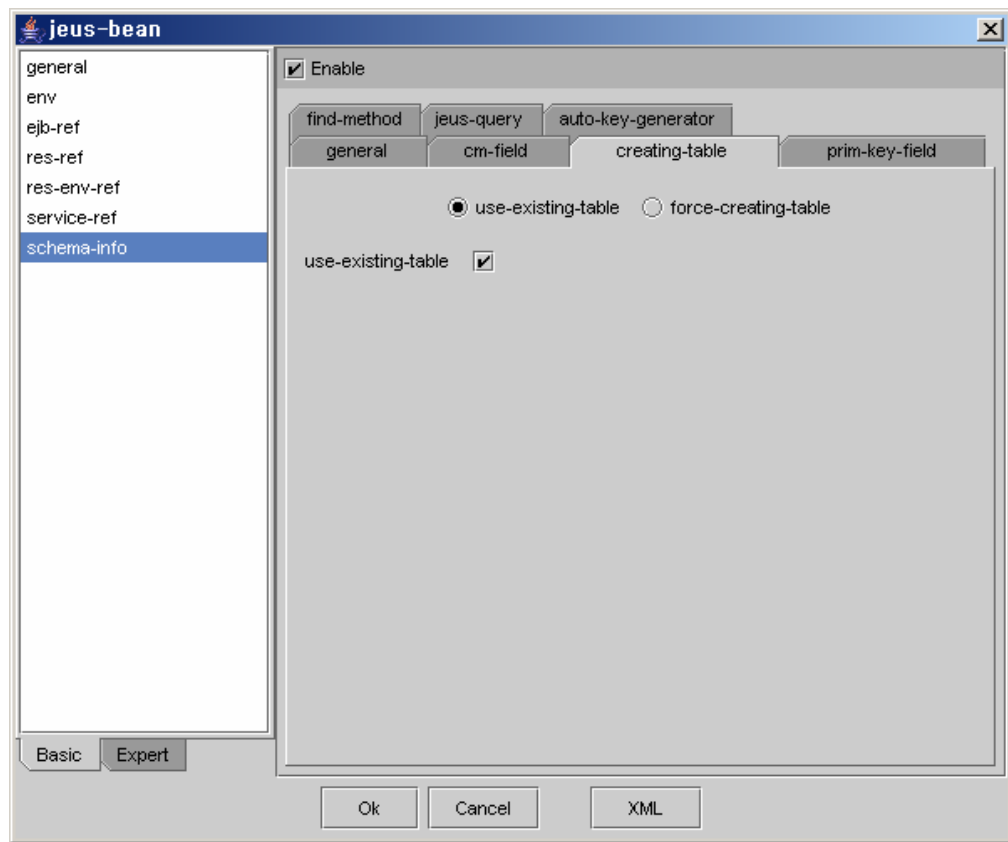 jeus-bean
general
env
ejb-ref
res-ref
res-env-ref
service-ref
schema-info
Basic Expert
Enable
find-method jeus-query auto-key-generator
general cm-field creating-table prim-key-field
use-existing-table force-creating-table
use-existing-table
Ok Cancel XML